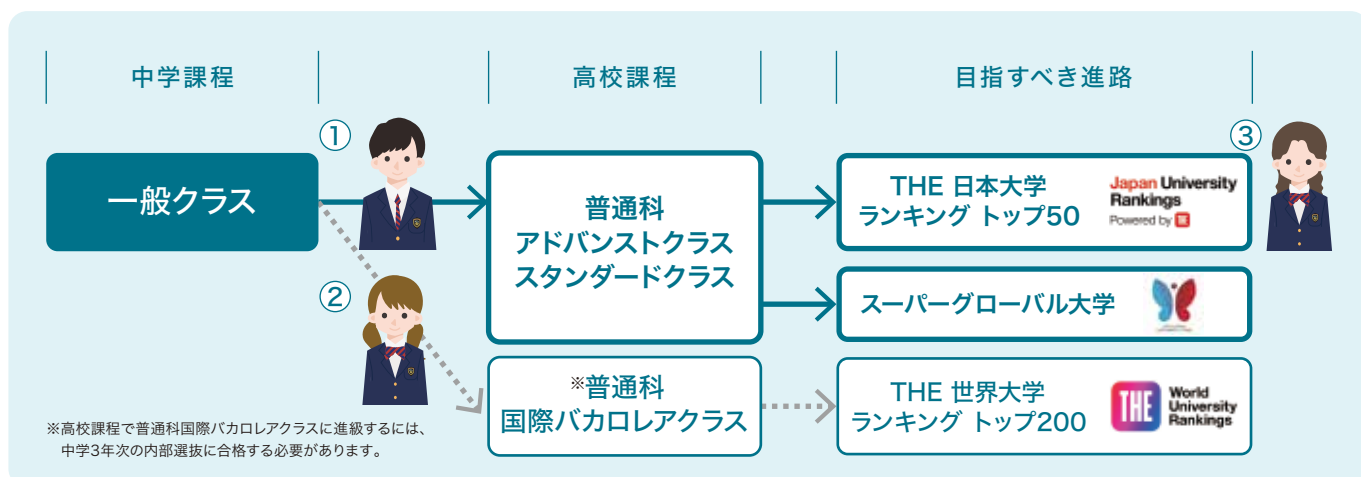 中学課程
高校課程
目指すべき進路
①
③
一般クラス
普通科
アドバンストクラス
スタンダードクラス
THE 日本大学
ランキング トップ50
Japan University
Rankings
Powered by
②
スーパーグローバル大学
※普通科
国際バカロレアクラス
THE 世界大学
ランキング トップ200
THE
World
University
Rankings
※高校課程で普通科国際バカロレアクラスに進級するには、
中学3年次の内部選抜に合格する必要があります。